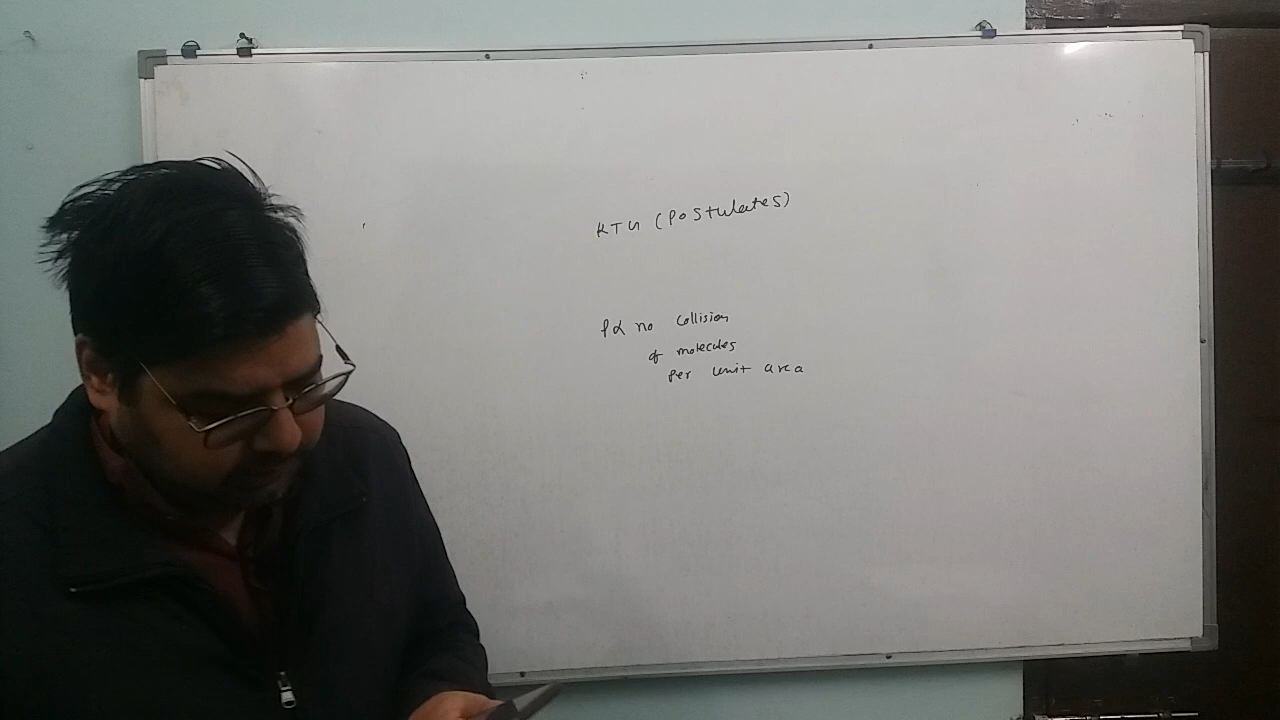 KTG (Postulates)
P∝ no collision
of molecules
per unit area